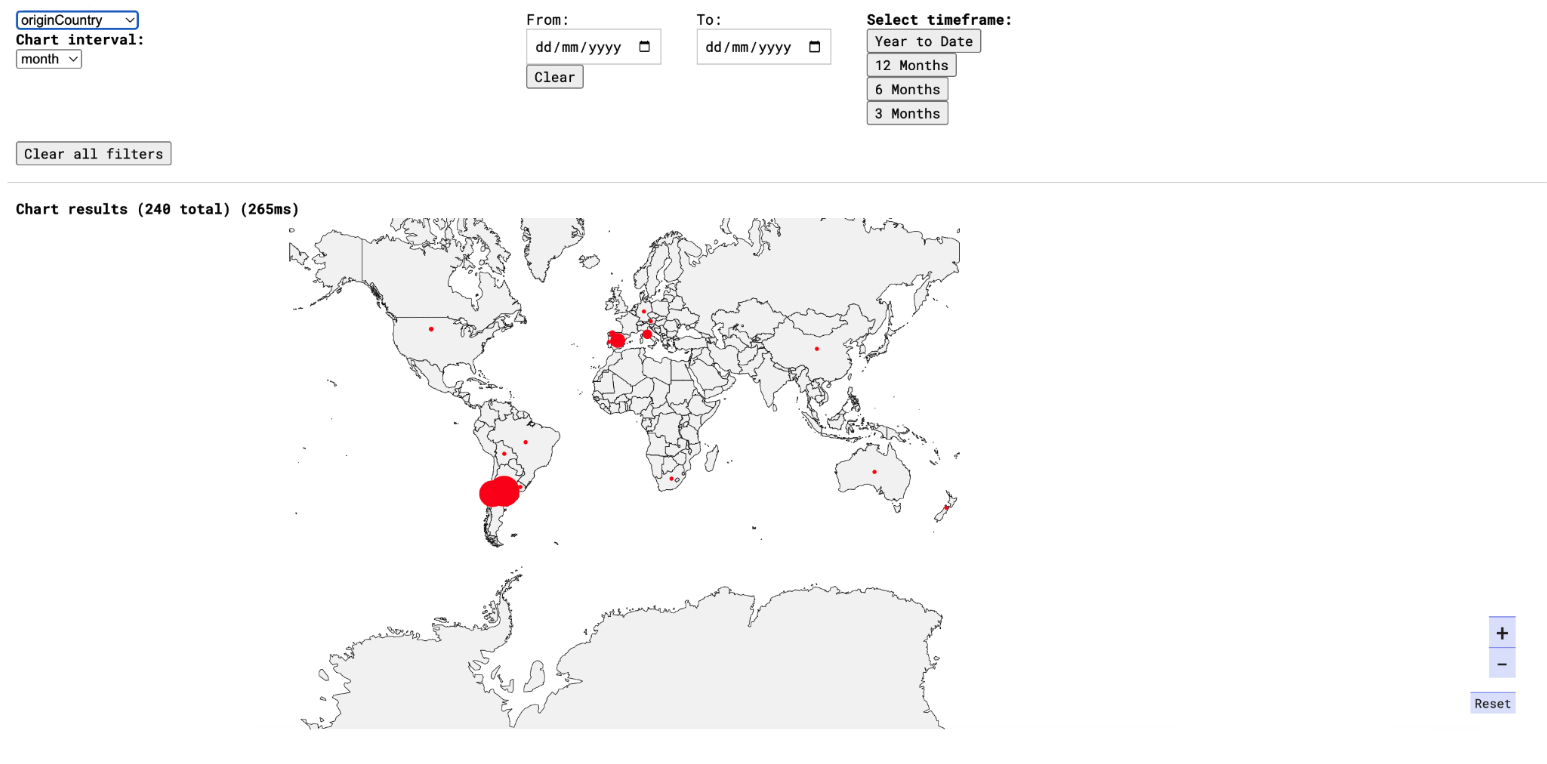 originCountry
Chart interval:
month
From:
dd/mm/yyyy
Clear
To:
dd/mm/yyyy
Select timeframe:
Year to Date
12 Months
6 Months
3 Months
Clear all filters
Chart results (240 total) (265ms)
+
−
Reset